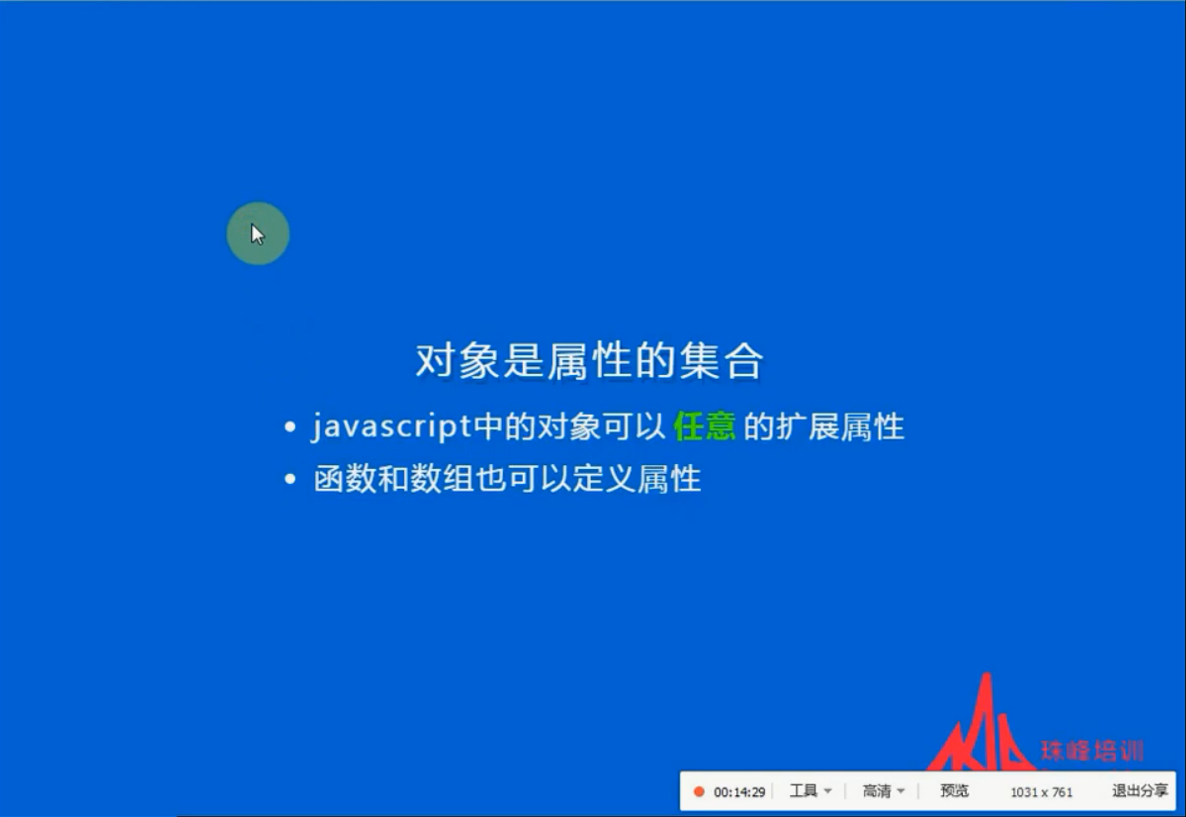 对象是属性的集合
• javascript中的对象可以 任意 的扩展属性
• 函数和数组也可以定义属性
珠峰培训
00:14:29 工具 高清 预览 1031 x 761 退出分享